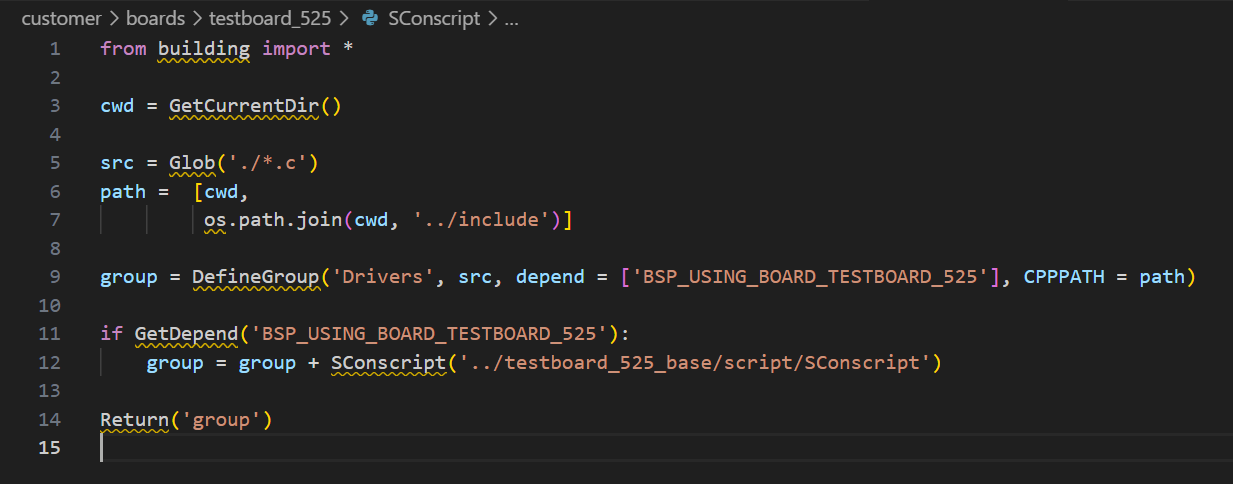 customer > boards > testboard_525 > SConscript > ...
1 from building import *
2
3 cwd = GetCurrentDir()
4
5 src = Glob('./*.c')
6 path =  [cwd,
7          os.path.join(cwd, '../include')]
8
9 group = DefineGroup('Drivers', src, depend = ['BSP_USING_BOARD_TESTBOARD_525'], CPPPATH = path)
10
11 if GetDepend('BSP_USING_BOARD_TESTBOARD_525'):
12     group = group + SConscript('../testboard_525_base/script/SConscript')
13
14 Return('group')
15